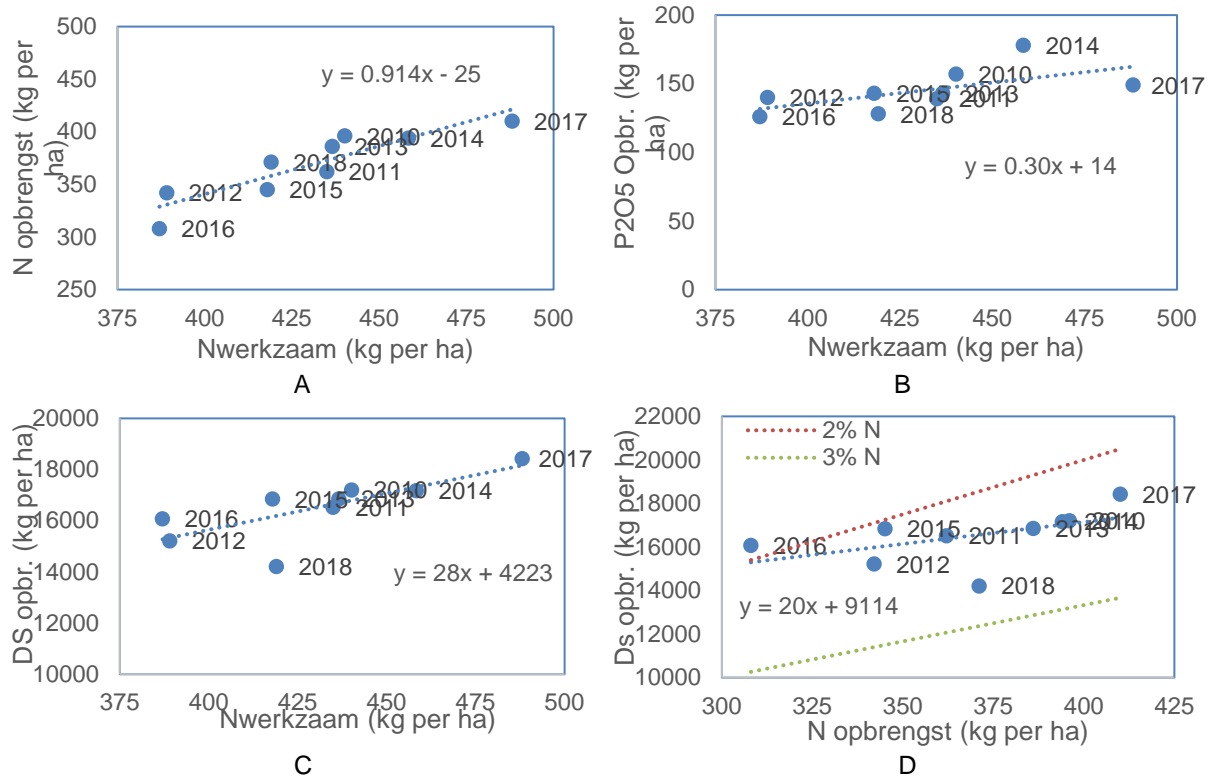 500
450
400
350
300
250
N opbrengst (kg per
ha)
y = 0.914x - 25
2010
2013
2014
2017
2018
2011
2012
2015
2016
375 400 425 450 475 500
Nwerkzaam (kg per ha)
A
200
150
100
50
0
P2O5 Opbr. (kg per
ha)
2014
2010
2012
2015
2013
2011
2017
2016
2018
y = 0.30x + 14
375 400 425 450 475 500
Nwerkzaam (kg per ha)
B
20000
18000
16000
14000
12000
10000
DS opbr. (kg per ha)
2017
2010
2014
2015
2013
2011
2016
2012
2018
y = 28x + 4223
375 400 425 450 475 500
Nwerkzaam (kg per ha)
C
22000
20000
18000
16000
14000
12000
10000
Ds opbr. (kg per ha)
2% N
3% N
2017
2014
2010
2015
2013
2011
2016
2012
2018
y = 20x + 9114
300 325 350 375 400 425
N opbrengst (kg per ha)
D